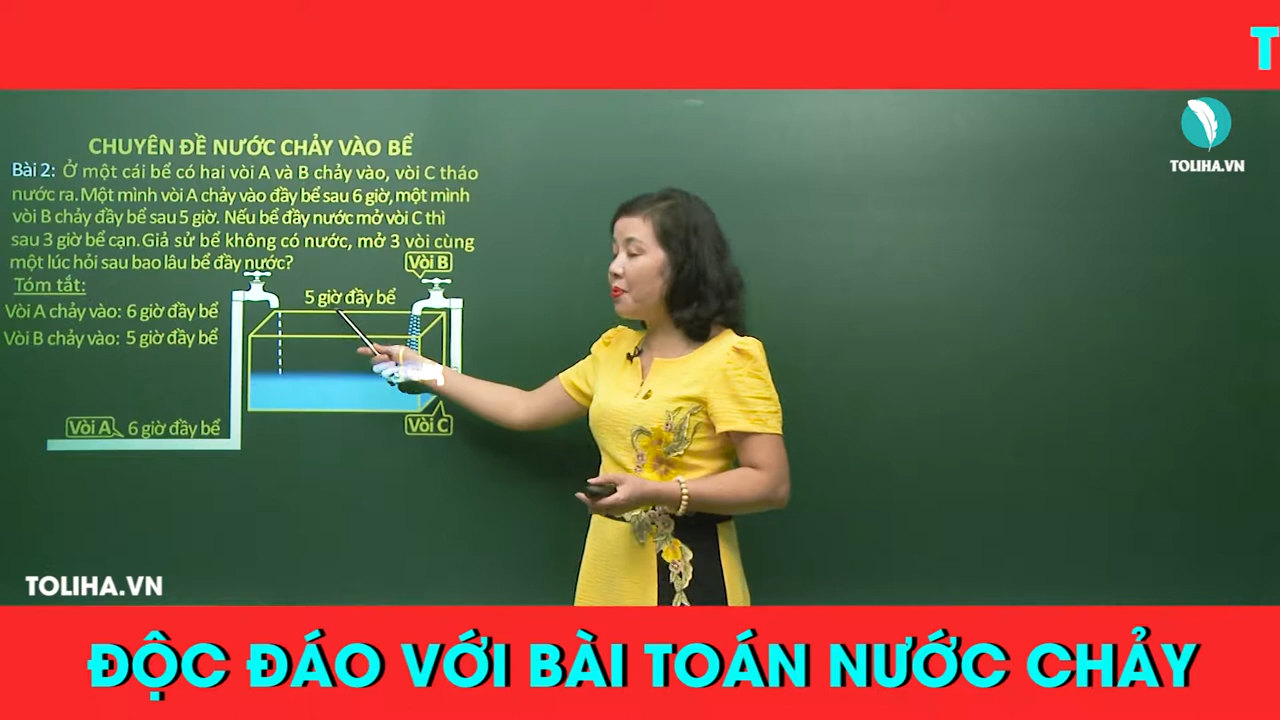 T
TOLIHA.VN
CHUYÊN ĐỀ NƯỚC CHẢY VÀO BỂ
Bài 2: Ở một cái bể có hai vòi A và B chảy vào, vòi C tháo
nước ra. Một mình vòi A chảy vào đầy bể sau 6 giờ, một mình
vòi B chảy đầy bể sau 5 giờ. Nếu bể đầy nước mở vòi C thì
sau 3 giờ bể cạn. Giả sử bể không có nước, mở 3 vòi cùng
một lúc hỏi sau bao lâu bể đầy nước?
Vòi B
Tóm tắt:
5 giờ đầy bể
Vòi A chảy vào: 6 giờ đầy bể
Vòi B chảy vào: 5 giờ đầy bể
Vòi A 6 giờ đầy bể
Vòi C
TOLIHA.VN
ĐỘC ĐÁO VỚI BÀI TOÁN NƯỚC CHẢY